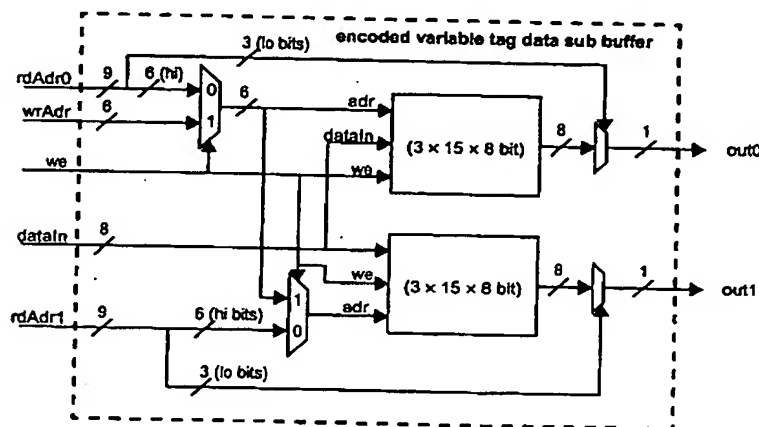 encoded variable tag data sub buffer
3 (lo bits)
rdAdr0
9
6 (hi)
0
6
adr
wrAdr
6
1
dataIn
(3 × 15 × 8 bit)
8
1
out0
we
we
dataIn
8
we
(3 × 15 × 8 bit)
8
1
out1
1
adr
rdAdr1
9
6 (hi bits)
0
3 (lo bits)